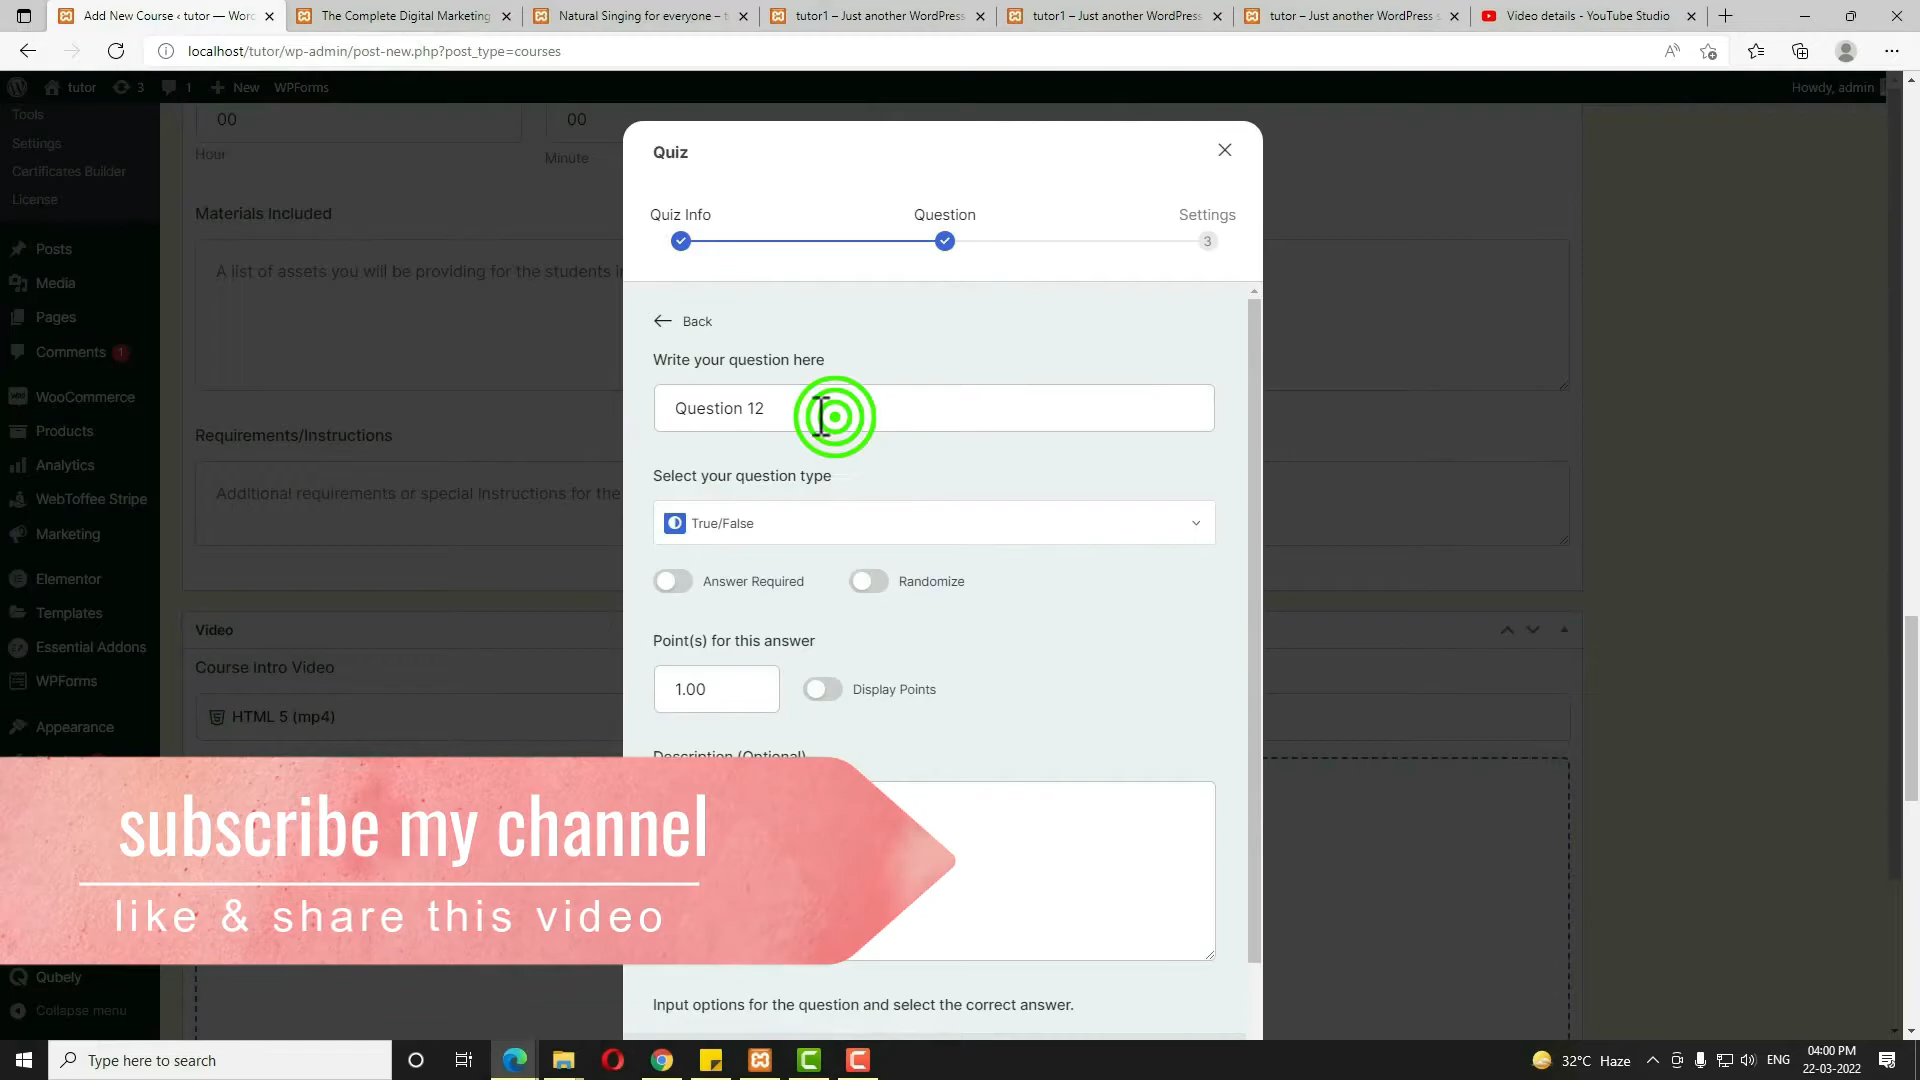 Add New Course ‹ tutor — Wor
The Complete Digital Marketing
Natural Singing for everyone – t
tutor1 – Just another WordPress
tutor1 – Just another WordPress
tutor – Just another WordPress s
Video details - YouTube Studio
localhost/tutor/wp-admin/post-new.php?post_type=courses
tutor
3
1
New
WPForms
Howdy, admin
Tools
Settings
Certificates Builder
License
Posts
Media
Pages
Comments 1
WooCommerce
Products
Analytics
WebToffee Stripe
Marketing
Elementor
Templates
Essential Addons
WPForms
Appearance
Qubely
Collapse menu
00
00
Hour
Minute
Materials Included
A list of assets you will be providing for the students i
Requirements/Instructions
Additional requirements or special Instructions for the
Video
Course Intro Video
HTML 5 (mp4)
Quiz
Quiz Info
Question
Settings
3
Back
Write your question here
Question 12
Select your question type
True/False
Answer Required
Randomize
Point(s) for this answer
1.00
Display Points
Description (Optional)
Input options for the question and select the correct answer.
subscribe my channel
like & share this video
Type here to search
32°C Haze
ENG
04:00 PM
22-03-2022